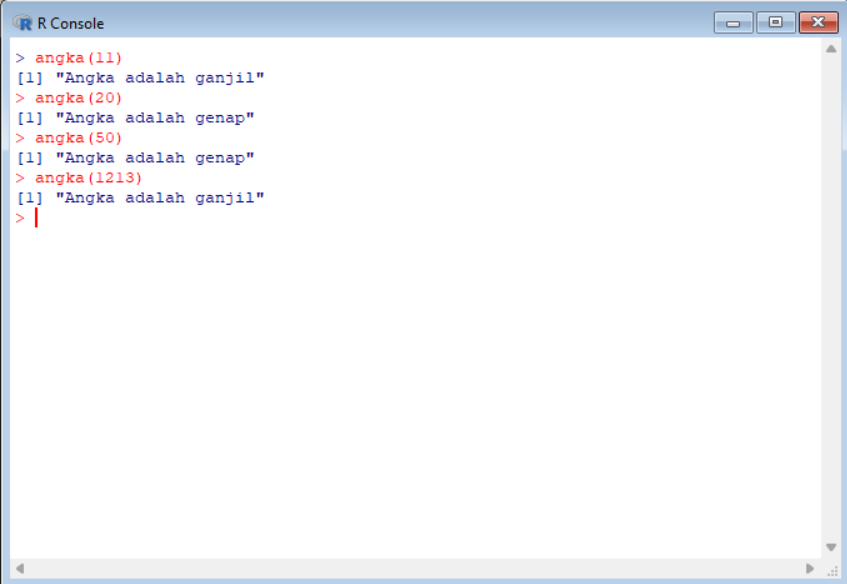 R Console
> angka(11)
[1] "Angka adalah ganjil"
> angka(20)
[1] "Angka adalah genap"
> angka(50)
[1] "Angka adalah genap"
> angka(1213)
[1] "Angka adalah ganjil"
>